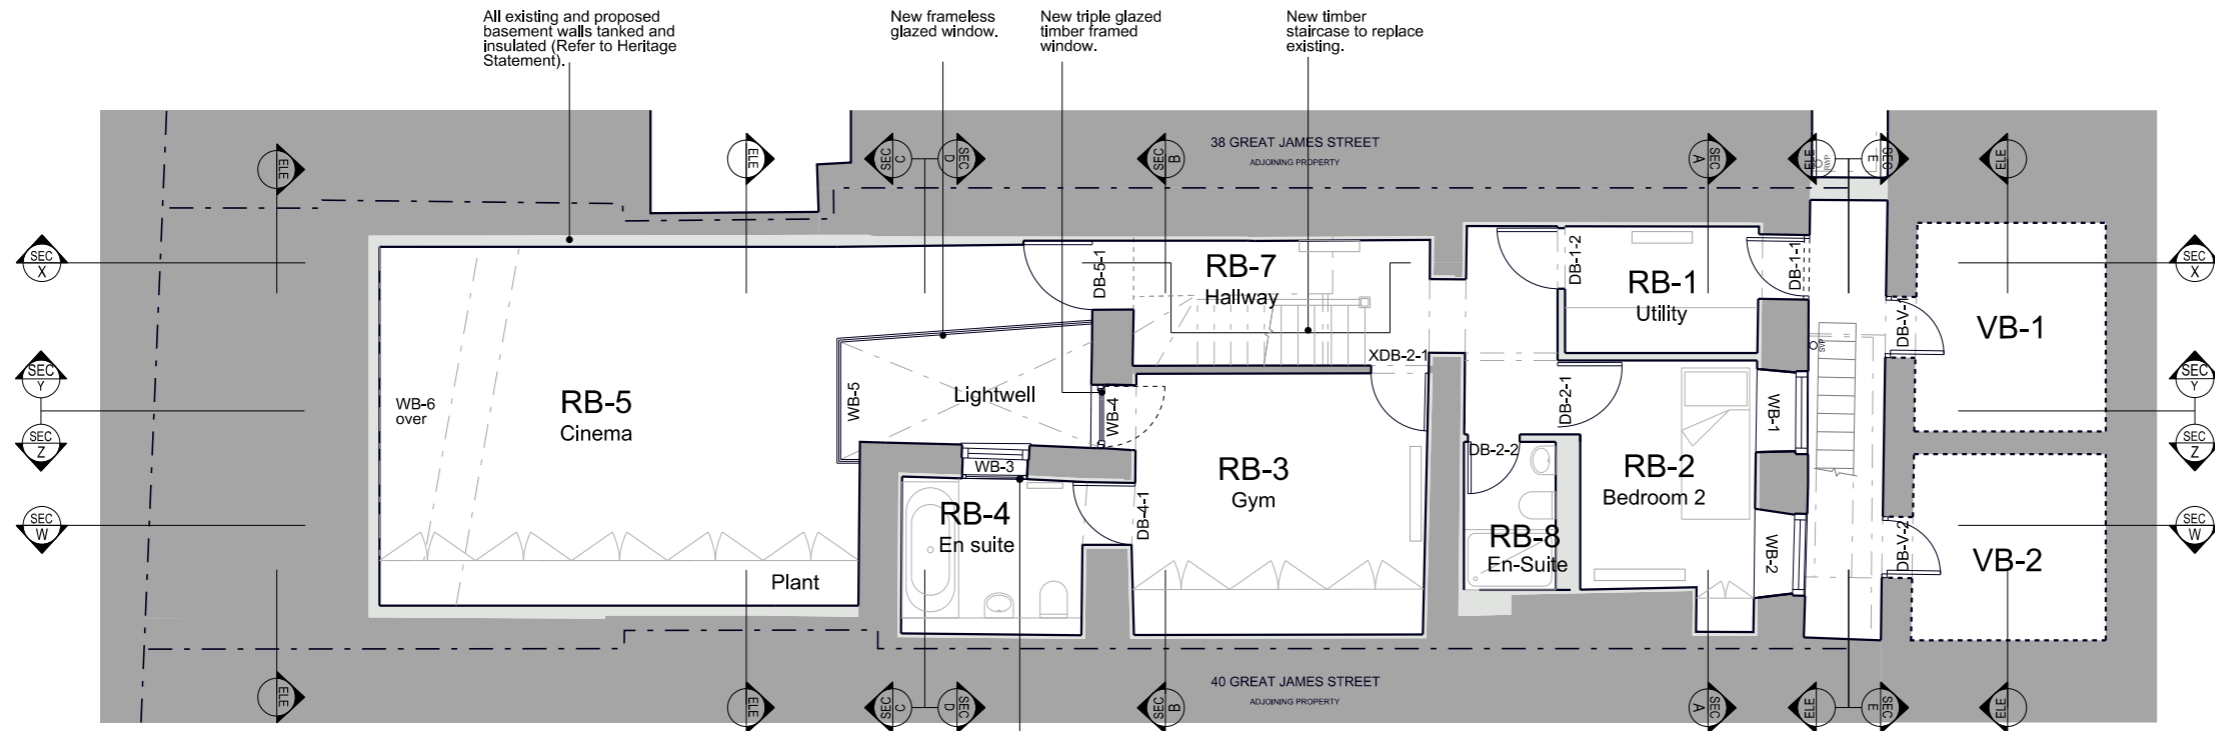 All existing and proposed
basement walls tanked and
insulated (Refer to Heritage
Statement).
New frameless
glazed window.
New triple glazed
timber framed
window.
New timber
staircase to replace
existing.
38 GREAT JAMES STREET
ADJOINING PROPERTY
ELE
ELE
SEC C
SEC D
SEC B
SEC A
ELE
SEC E
ELE
RWP
SEC X
SEC X
DB-5-1
RB-7
Hallway
DB-1-2
RB-1
Utility
DB-1-1
DB-V-1
VB-1
SVP
XDB-2-1
SEC Y
SEC Z
SEC Y
SEC Z
WB-6
over
RB-5
Cinema
WB-5
Lightwell
WB-4
DB-2-1
WB-1
WB-3
RB-3
Gym
DB-2-2
RB-2
Bedroom 2
SEC W
SEC W
RB-4
En suite
DB-4-1
RB-8
En-Suite
WB-2
DB-V-2
VB-2
Plant
40 GREAT JAMES STREET
ADJOINING PROPERTY
ELE
ELE
SEC C
SEC D
SEC B
SEC A
ELE
SEC E
ELE